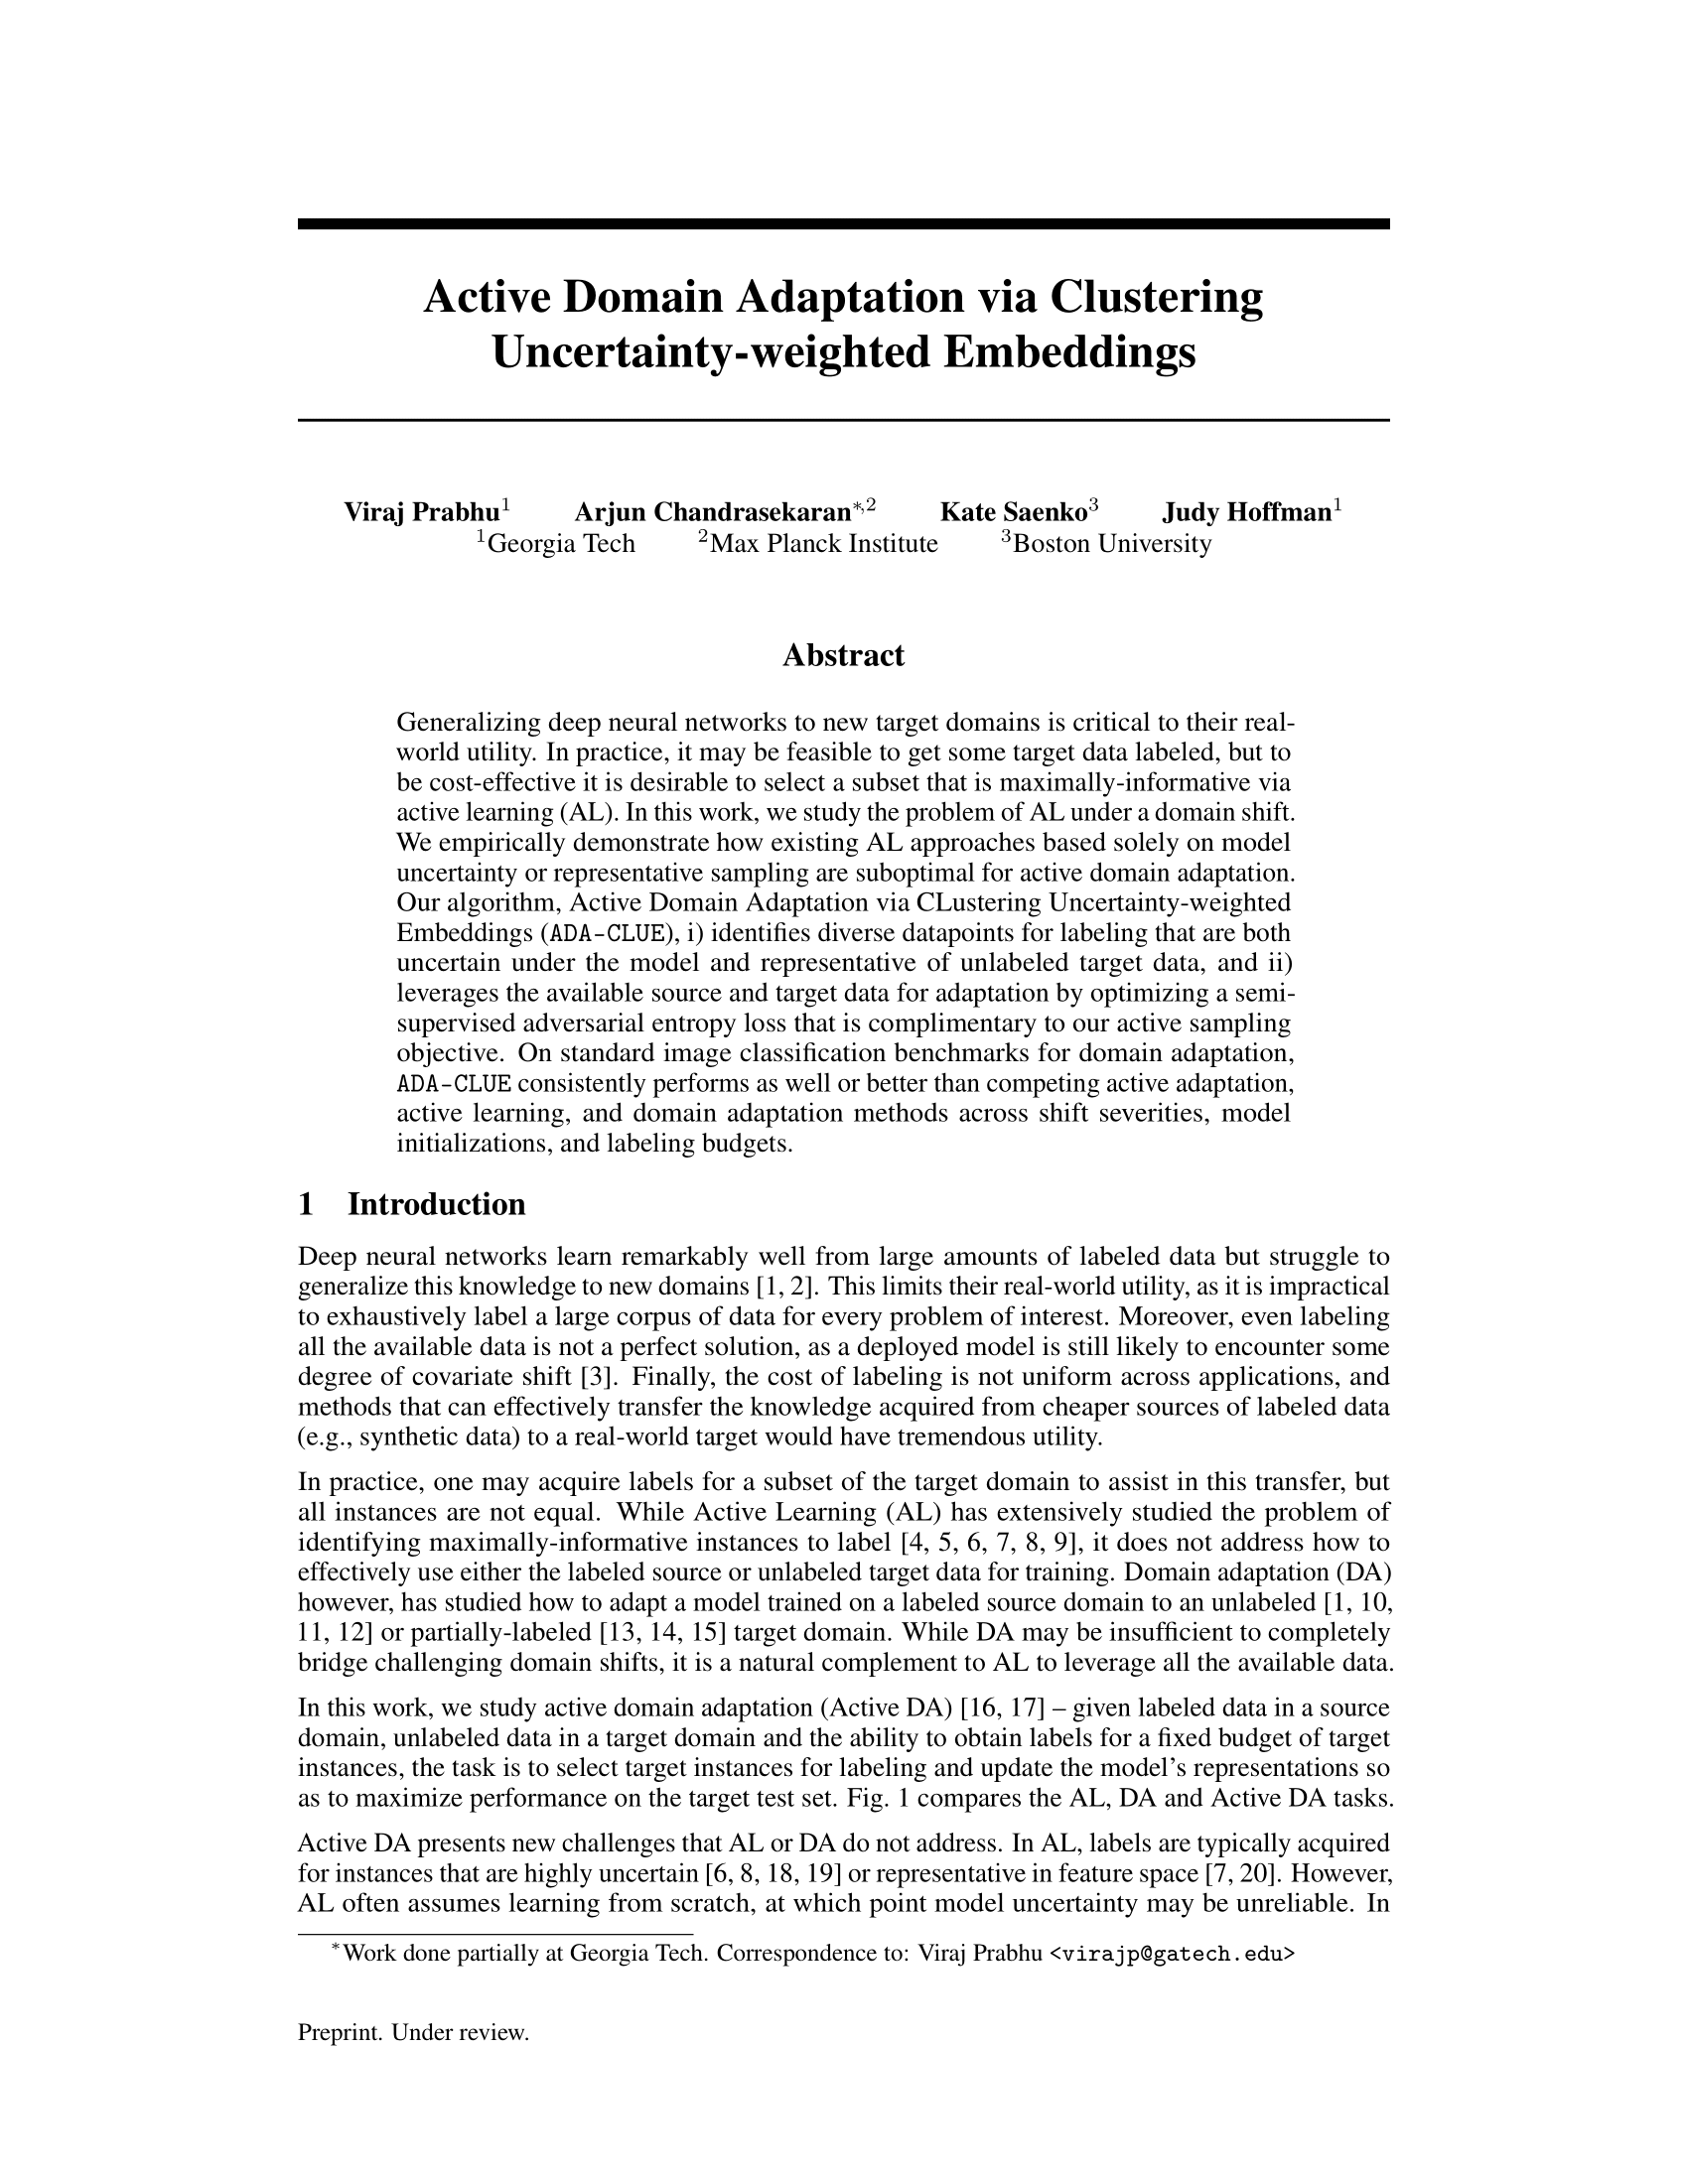 Active Domain Adaptation via Clustering
Uncertainty-weighted Embeddings
Viraj Prabhu1 Arjun Chandrasekaran*,2 Kate Saenko3 Judy Hoffman1
1Georgia Tech 2Max Planck Institute 3Boston University
Abstract
Generalizing deep neural networks to new target domains is critical to their real-
world utility. In practice, it may be feasible to get some target data labeled, but to
be cost-effective it is desirable to select a subset that is maximally-informative via
active learning (AL). In this work, we study the problem of AL under a domain shift.
We empirically demonstrate how existing AL approaches based solely on model
uncertainty or representative sampling are suboptimal for active domain adaptation.
Our algorithm, Active Domain Adaptation via CLustering Uncertainty-weighted
Embeddings (ADA-CLUE), i) identifies diverse datapoints for labeling that are both
uncertain under the model and representative of unlabeled target data, and ii)
leverages the available source and target data for adaptation by optimizing a semi-
supervised adversarial entropy loss that is complimentary to our active sampling
objective. On standard image classification benchmarks for domain adaptation,
ADA-CLUE consistently performs as well or better than competing active adaptation,
active learning, and domain adaptation methods across shift severities, model
initializations, and labeling budgets.
1 Introduction
Deep neural networks learn remarkably well from large amounts of labeled data but struggle to
generalize this knowledge to new domains [1, 2]. This limits their real-world utility, as it is impractical
to exhaustively label a large corpus of data for every problem of interest. Moreover, even labeling
all the available data is not a perfect solution, as a deployed model is still likely to encounter some
degree of covariate shift [3]. Finally, the cost of labeling is not uniform across applications, and
methods that can effectively transfer the knowledge acquired from cheaper sources of labeled data
(e.g., synthetic data) to a real-world target would have tremendous utility.
In practice, one may acquire labels for a subset of the target domain to assist in this transfer, but
all instances are not equal. While Active Learning (AL) has extensively studied the problem of
identifying maximally-informative instances to label [4, 5, 6, 7, 8, 9], it does not address how to
effectively use either the labeled source or unlabeled target data for training. Domain adaptation (DA)
however, has studied how to adapt a model trained on a labeled source domain to an unlabeled [1, 10,
11, 12] or partially-labeled [13, 14, 15] target domain. While DA may be insufficient to completely
bridge challenging domain shifts, it is a natural complement to AL to leverage all the available data.
In this work, we study active domain adaptation (Active DA) [16, 17] – given labeled data in a source
domain, unlabeled data in a target domain and the ability to obtain labels for a fixed budget of target
instances, the task is to select target instances for labeling and update the model's representations so
as to maximize performance on the target test set. Fig. 1 compares the AL, DA and Active DA tasks.
Active DA presents new challenges that AL or DA do not address. In AL, labels are typically acquired
for instances that are highly uncertain [6, 8, 18, 19] or representative in feature space [7, 20]. However,
AL often assumes learning from scratch, at which point model uncertainty may be unreliable. In
*Work done partially at Georgia Tech. Correspondence to: Viraj Prabhu <virajp@gatech.edu>
Preprint. Under review.